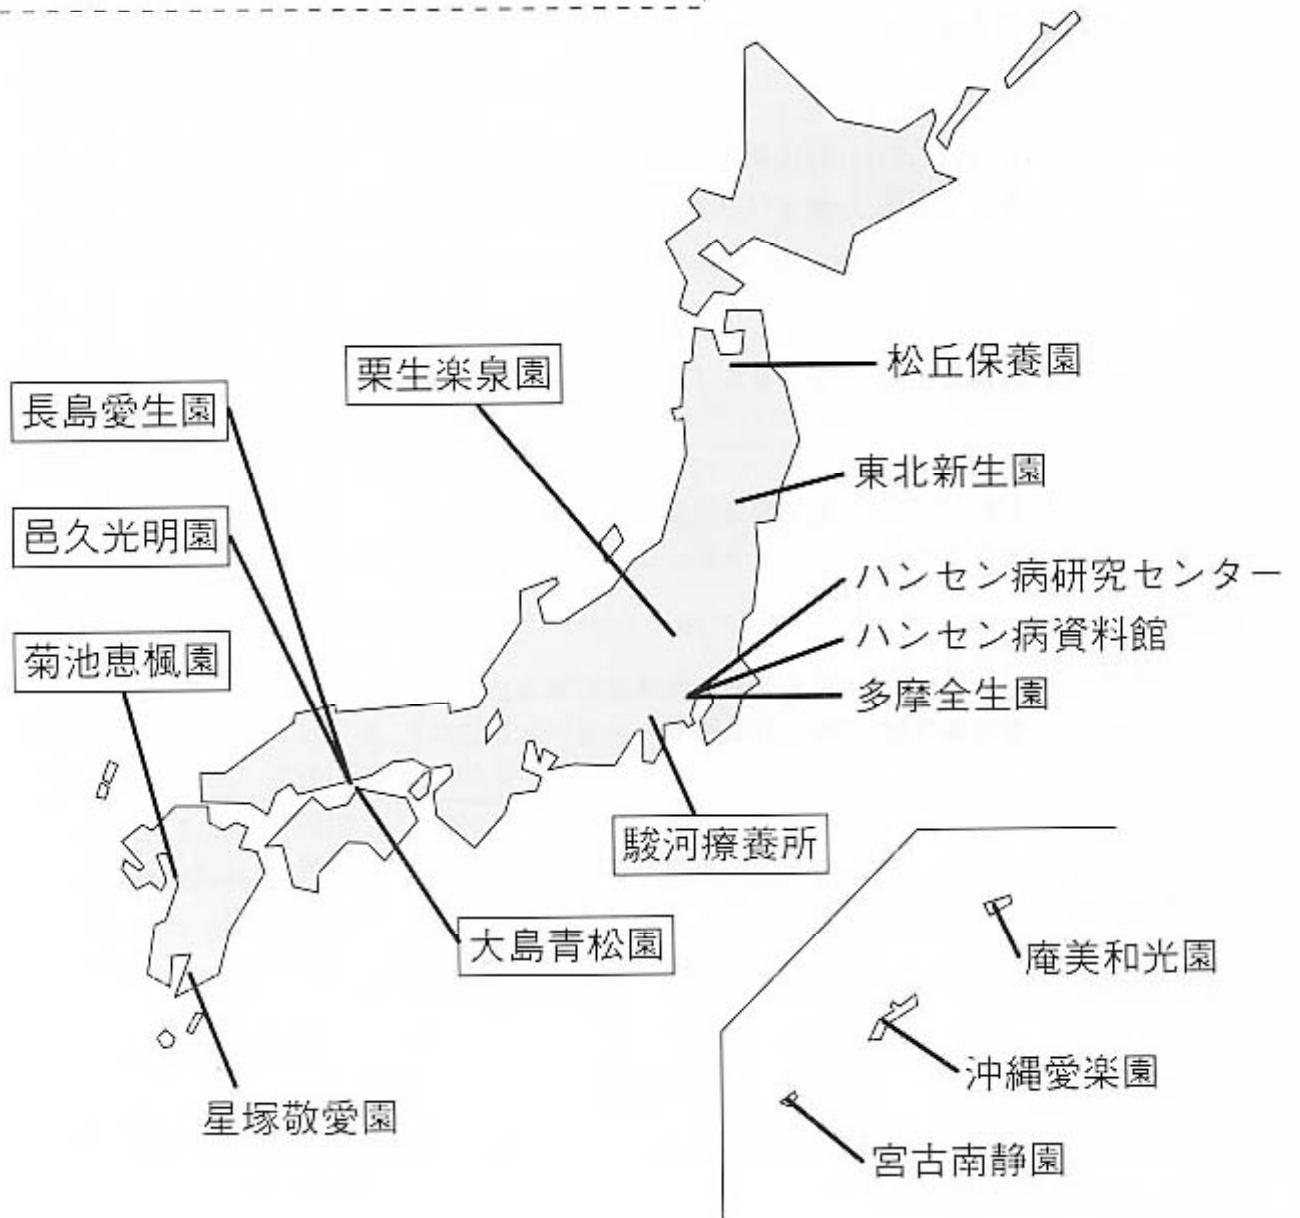 松丘保養園
栗生楽泉園
長島愛生園
東北新生園
邑久光明園
ハンセン病研究センター
ハンセン病資料館
菊池恵楓園
多摩全生園
駿河療養所
大島青松園
奄美和光園
沖縄愛楽園
星塚敬愛園
宮古南静園